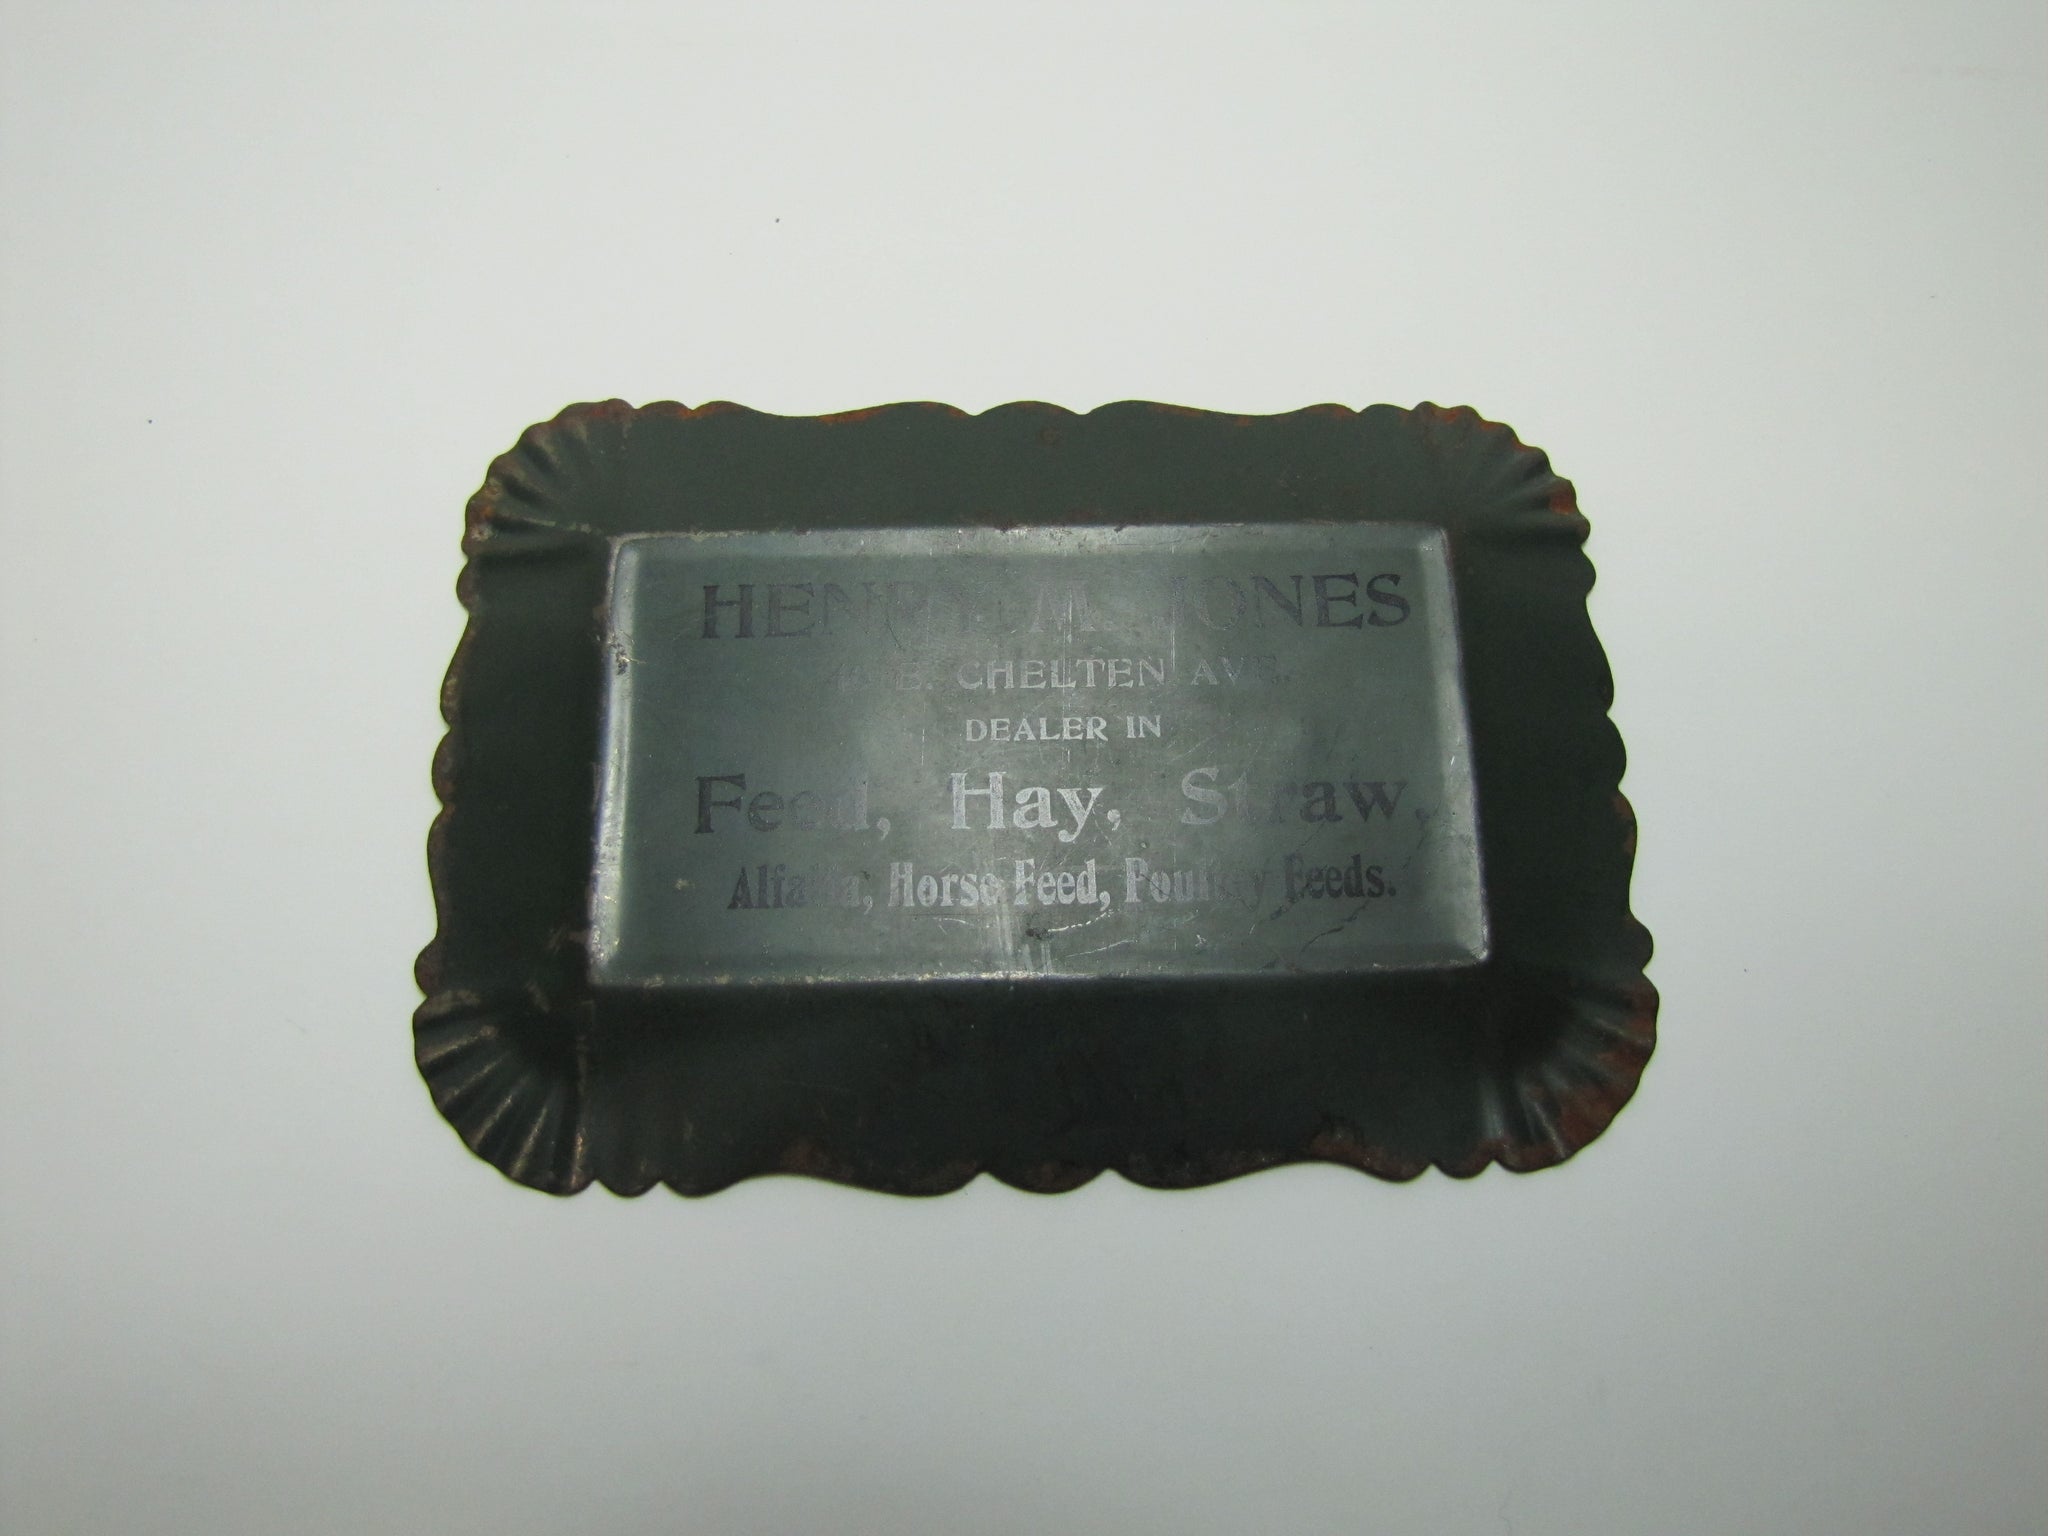 HENRY M. JONES
E. CHELTEN AVE.
DEALER IN
Feed, Hay, Straw,
Alfalfa, Horse Feed, Poultry Feeds.